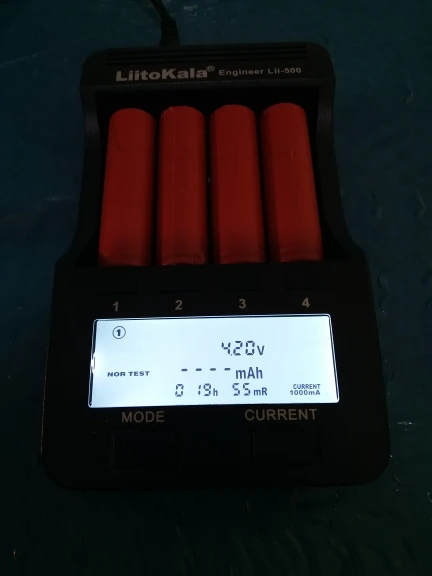 LiitoKala® Engineer Lii-500
1 2 3 4
1
4.20v
NOR TEST - - - - mAh
0 19h 55mR CURRENT 1000mA
MODE CURRENT